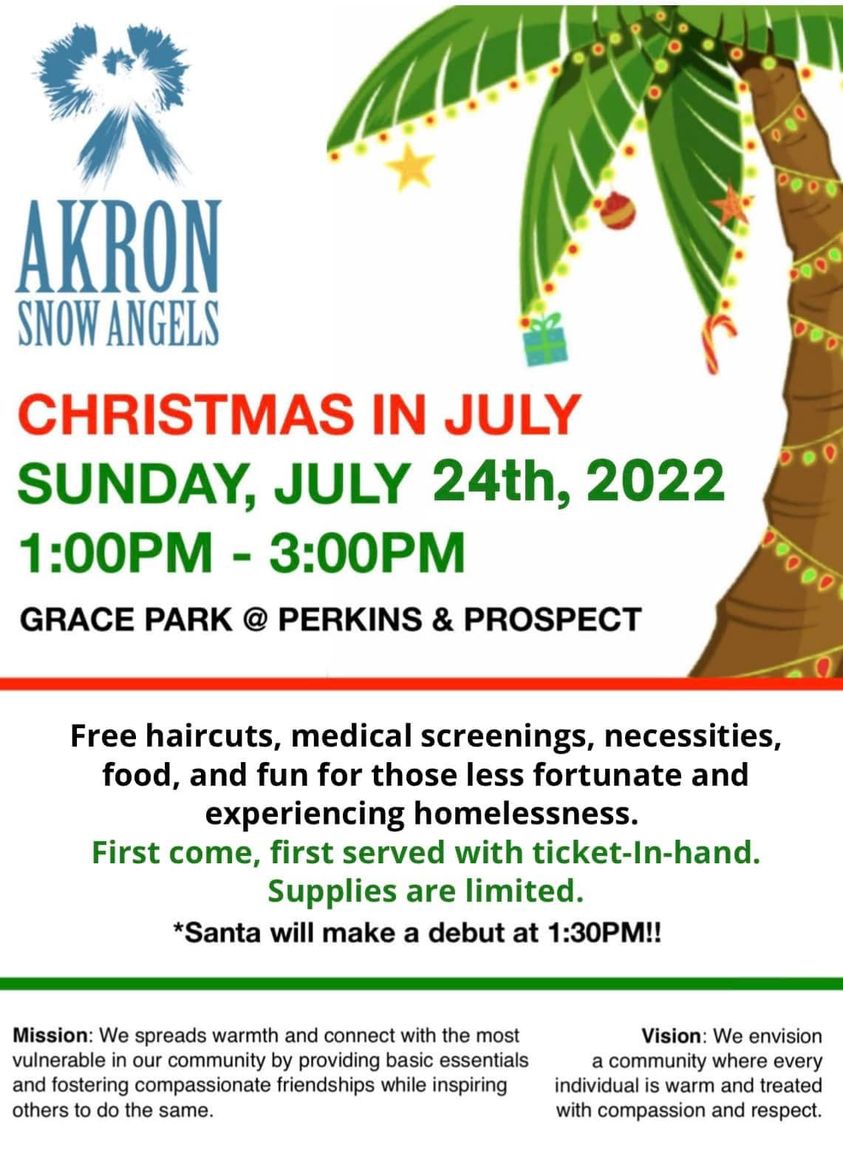 AKRON
SNOW ANGELS
CHRISTMAS IN JULY
SUNDAY, JULY 24th, 2022
1:00PM - 3:00PM
GRACE PARK @ PERKINS & PROSPECT
Free haircuts, medical screenings, necessities,
food, and fun for those less fortunate and
experiencing homelessness.
First come, first served with ticket-In-hand.
Supplies are limited.
*Santa will make a debut at 1:30PM!!
Mission: We spreads warmth and connect with the most
vulnerable in our community by providing basic essentials
and fostering compassionate friendships while inspiring
others to do the same.
Vision: We envision
a community where every
individual is warm and treated
with compassion and respect.